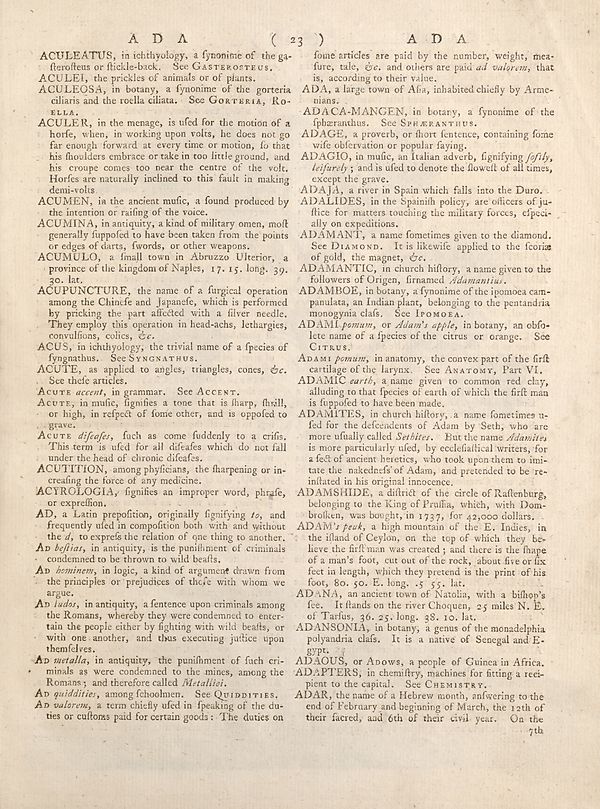 A D A ( 23 ) A D A
ACULEATUS, in ichthyology, a ſynonime of the ga-
ſteroſteus or ſtickle-back. See GASTEROSTEUS.
ACULEI, the prickles of animals or of plants.
ACULEOSA, in botany, a ſynonime of the gorteria
ciliaris and the roella ciliata. See GORTERIA, RO-
ELLA.
ACULER, in the menage, is uſed for the motion of a
horſe, when, in working upon volts, he does not go
far enough forward at every time or motion, ſo that
his ſhoulders embrace or take in too little ground, and
his croupe comes too near the centre of the volt.
Horſes are naturally inclined to this fault in making
demi-volts
ACUMEN, in the ancient muſic, a found produced by
the intention or raiſing of the voice.
ACUMINA, in antiquity, a kind of military omen, moſt
generally ſuppoſed to have been taken from the points
or edges of darts, ſwords, or other weapons.
ACUMULO, a ſmall town in Abruzzo Ulterior, a
province of the kingdom of Naples, 17. 15. long. 39.
30. lat.
ACUPUNCTURE, the name of a ſurgical operation
among the Chineſe and Japaneſe, which is performed
by pricking the part affected with a ſilver needle.
They employ this operation in head-achs, lethargies,
convulſions, colics, &c.
ACUS, in ichthyology, the trivial name of a ſpecies of
ſyngnathus. See SYNGNATHUS.
ACUTE, as applied to angles, triangles, cones, &c.
See theſe articles.
ACUTE accent, in grammar. See ACCENT.
ACUTE, in muſic, ſignifies a tone that is ſharp, ſhrill,
or high, in reſpect of ſome other, and is oppoſed to
grave.
ACUTE diſeaſes, ſuch as come ſuddenly to a criſis.
This term is uſed for all diſeaſes which do not fall
under the head of chronic diſeaſes.
ACUTITION, among phyſicians, the ſharpening or in-
creaſing the force of any medicine.
ACYROLOGIA, ſignifies an improper word, phraſe,
or expreſſion.
AD, a Latin prepoſition, originally ſignifying to, and
frequently uſed in compoſition both with and without
the d, to expreſs the relation of one thing to another.
AD beſtias, in antiquity, is the puniſhment of criminals
condemned to be thrown to wild beaſts.
AD hominem, in logic, a kind of argument drawn from
the principles or prejudices of thoſe with whom we
argue.
AD ludos, in antiquity, a ſentence upon criminals among
the Romans, whereby they were condemned to enter-
tain the people either by fighting with wild beaſts, or
with one another, and thus executing juſtice upon
themſelves.
AD metalla, in antiquity, the puniſhment of ſuch cri-
minals as were condemned to the mines, among the
Romans; and therefore called Metallici.
AD quiddities, among ſchoolmen. See QUIDDITIES.
AD valorem, a term chiefly uſed in ſpeaking of the du-
ties or cuſtoms paid for certain goods: The duties on
ſome articles are paid by the number, weight, mea-
ſure, tale, &c. and others are paid ad valorem, that
is, according to their value.
ADA, a large town of Aſia, inhabited chiefly by Arme-
nians.
ADACA-MANGEN, in botany, a ſynonime of the
ſphæranthus. See SPHÆRANTHUS.
ADAGE, a proverb, or ſhort ſentence, containing ſome
wiſe obſervation or popular ſaying.
ADAGIO, in muſic, an Italian adverb, ſignifying ſoftly,
leiſurely; and is uſed to denote the ſloweſt of all times,
except the grave.
ADAJA, a river in Spain which falls into the Duro.
ADALIDES, in the Spaniſh policy, are officers of ju-
ſtice for matters touching the military forces, eſpeci-
ally on expeditions.
ADAMANT, a name ſometimes given to the diamond.
See DIAMOND. It is likewiſe applied to the ſcoriæ
of gold, the magnet, &c.
ADAMANTIC, in church hiſtory, a name given to the
followers of Origen, ſirnamed Adamantius.
ADAMBOE, in botany, a ſynonime of the ipomoea cam-
panulata, an Indian plant, belonging to the pentandria
monogynia claſs. See IPOMOEA.
ADAMI-pomum, or Adam's apple, in botany, an obſo-
lete name of a ſpecies of the citrus or orange. See
CITRUS.
ADAMI pomum, in anatomy, the convex part of the firſt
cartilage of the larynx. See ANATOMY, Part VI.
ADAMIC earth, a name given to common red clay,
alluding to that ſpecies of earth of which the firſt man
is ſuppoſed to have been made.
ADAMITES, in church hiſtory, a name ſometimes u-
ſed for the deſcendents of Adam by Seth, who are
more uſually called Sethites. But the name Adamites
is more particularly uſed, by eccleſiaſtical writers, for
a ſect of ancient heretics, who took upon them to imi-
tate the nakedneſs of Adam, and pretended to be re-
inſtated in his original innocence.
ADAMSHIDE, a diſtrict of the circle of Raſtenburg,
belonging to the King of Pruſſia, which, with Dom-
broſken, was bought, in 1737, for 42,000 dollars.
ADAM's peak, a high mountain of the E. Indies, in
the iſland of Ceylon, on the top of which they be-
lieve the firſt man was created; and there is the ſhape
of a man's foot, cut out of the rock, about five or ſix
feet in length, which they pretend is the print of his
foot, 80. 50. E. long. .5 55. lat.
ADANA, an ancient town of Natolia, with a biſhop's
ſee. It ſtands on the river Choquen, 25 miles N. E.
of Tarſus, 36. 25. long. 38. 10. lat.
ADANSONIA, in botany, a genus of the monadelphia
polyandria claſs. It is a native of Senegal and E-
gypt.
ADAOUS, or ADOWS, a people of Guinea in Africa.
ADAPTERS, in chemiſtry, machines for fitting a reci-
pient to the capital. See CHEMISTRY.
ADAR, the name of a Hebrew month, anſwering to the
end of February and beginning of March, the 12th of
their ſacred, and 6th of their civil year. On the
7th